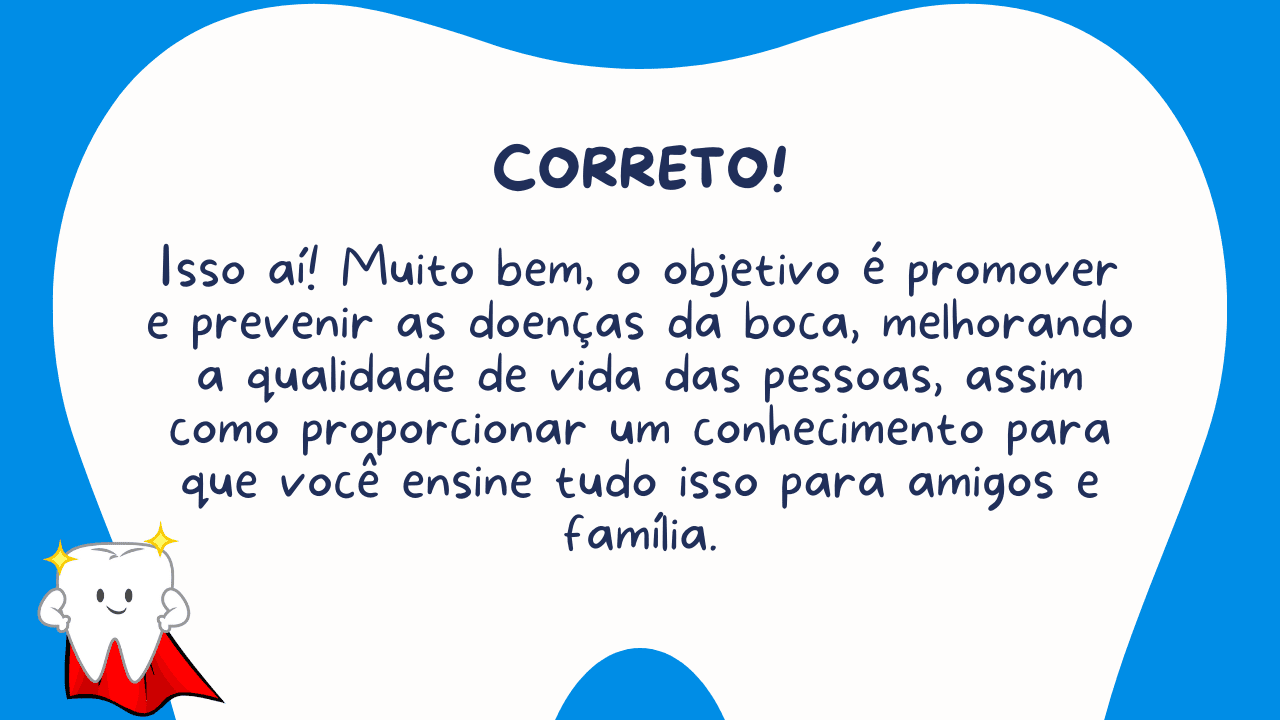 CORRETO!
Isso aí! Muito bem, o objetivo é promover
e prevenir as doenças da boca, melhorando
a qualidade de vida das pessoas, assim
como proporcionar um conhecimento para
que você ensine tudo isso para amigos e
família.